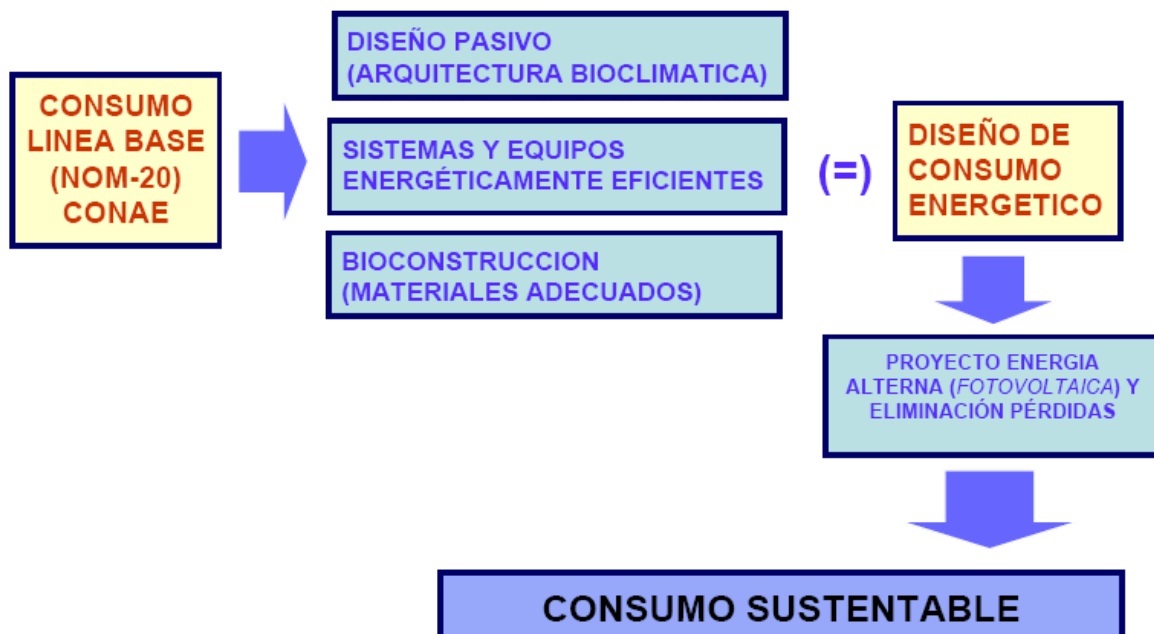 CONSUMO
LINEA BASE
(NOM-20)
CONAE
DISEÑO PASIVO
(ARQUITECTURA BIOCLIMATICA)
SISTEMAS Y EQUIPOS
ENERGÉTICAMENTE EFICIENTES
BIOCONSTRUCCION
(MATERIALES ADECUADOS)
(=)
DISEÑO DE
CONSUMO
ENERGETICO
PROYECTO ENERGIA
ALTERNA (FOTOVOLTAICA) Y
ELIMINACIÓN PÉRDIDAS
CONSUMO SUSTENTABLE